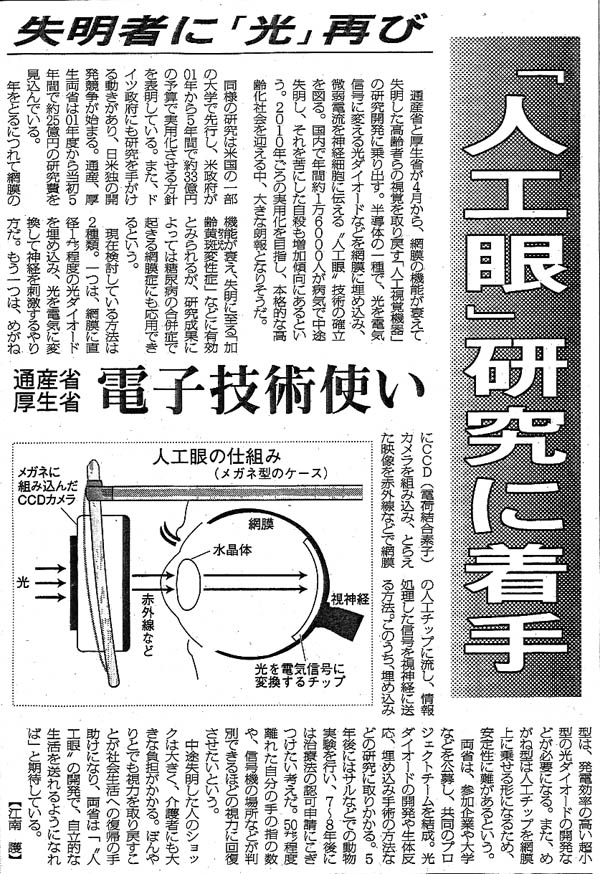 失明者に「光」再び
「人工眼」研究に着手
通産省
厚生省
電子技術使い
通産省と厚生省が4月から、網膜の機能が衰えて
失明した高齢者らの視覚を取り戻す「人工視覚機器」
の研究開発に乗り出す。半導体の一種で、光を電気
信号に変える光ダイオードなどを網膜に埋め込み、
微弱電流を神経細胞に伝える〝人工眼〟技術の確立
を図る。国内で年間約1万6000人が病気で中途
失明し、それを苦にした自殺も増加傾向にあるとい
う。2010年ごろの実用化を目指し、本格的な高
齢化社会を迎える中、大きな朗報となりそうだ。
同様の研究は米国の一部
の大学で先行し、米政府が
01年から5年間で約33億円
の予算で実用化させる方針
を表明している。また、ド
イツ政府にも研究を手がけ
る動きがあり、日米独の開
発競争が始まる。通産、厚
生両省は01年度から当初5
年間で約25億円の研究費を
見込んでいる。
年をとるにつれて網膜の
機能が衰え、失明に至る「加
齢黄斑変性症」などに有効
とみられるが、研究成果に
よっては糖尿病の合併症で
起きる網膜症にも応用でき
るという。
現在検討している方法は
2種類。一つは、網膜に直
径1㌢程度の光ダイオード
を埋め込み、光を電気に変
換して神経を刺激するやり
方だ。もう一つは、めがね
にCCD(電荷結合素子)
カメラを組み込み、とらえ
た映像を赤外線などで網膜
の人工チップに流し、情報
処理した信号を視神経に送
る方法。このうち、埋め込み
人工眼の仕組み
(メガネ型のケース)
メガネに
組み込んだ
CCDカメラ
網膜
水晶体
光
赤外
線など
視神経
光を電気信号に
変換するチップ
型は、発電効率の高い超小
型の光ダイオードの開発な
どが必要になる。また、め
がね型は人工チップを網膜
上に乗せる形になるため、
安定性に難があるという。
両省は、参加企業や大学
などを公募し、共同のプロ
ジェクトチームを結成。光
ダイオードの開発や生体反
応、埋め込み手術の方法な
どの研究に取りかかる。5
年後にはサルなどでの動物
実験を行い、7〜8年後に
は治療法の認可申請にこぎ
つけたい考えだ。50㌢程度
離れた自分の手の指の数
や、信号機の場所などが判
別できるほどの視力に回復
させたいという。
中途失明した人のショッ
クは大きく、介護者にも大
きな負担がかかる。ぼんや
りとでも視力を取り戻すこ
とが社会生活への復帰の手
助けになり、両省は「〝人
工眼〟の開発で、自立的な
生活を送れるようになれ
ば」と期待している。
【江南 護】